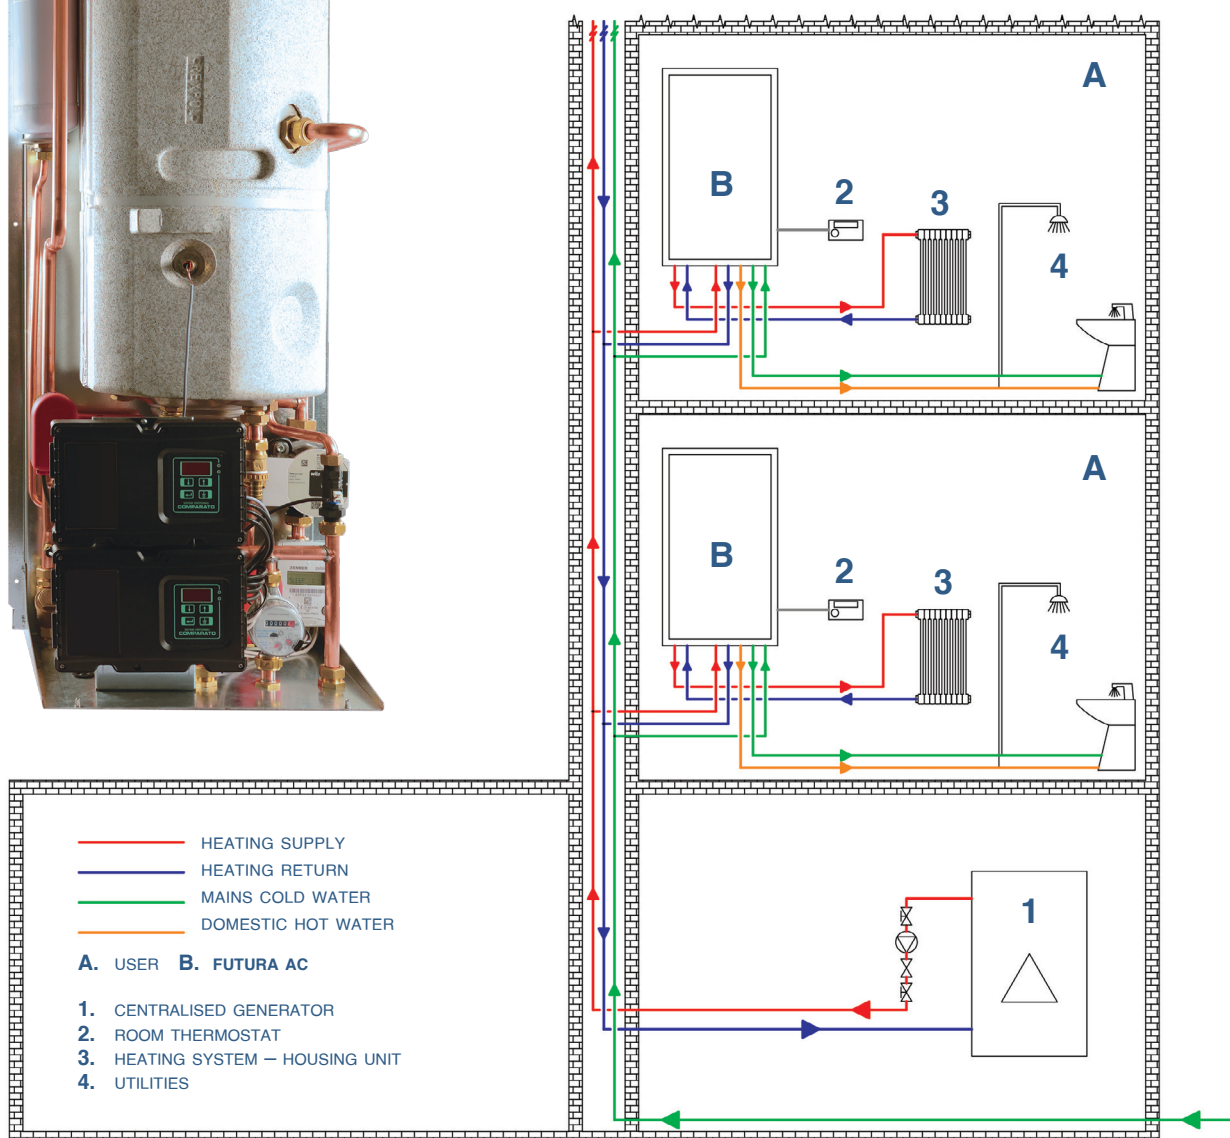 COMPARATO
COMPARATO
A
B
2
3
4
A
B
2
3
4
HEATING SUPPLY
HEATING RETURN
MAINS COLD WATER
DOMESTIC HOT WATER
A. USER B. FUTURA AC
1. CENTRALISED GENERATOR
2. ROOM THERMOSTAT
3. HEATING SYSTEM – HOUSING UNIT
4. UTILITIES
1